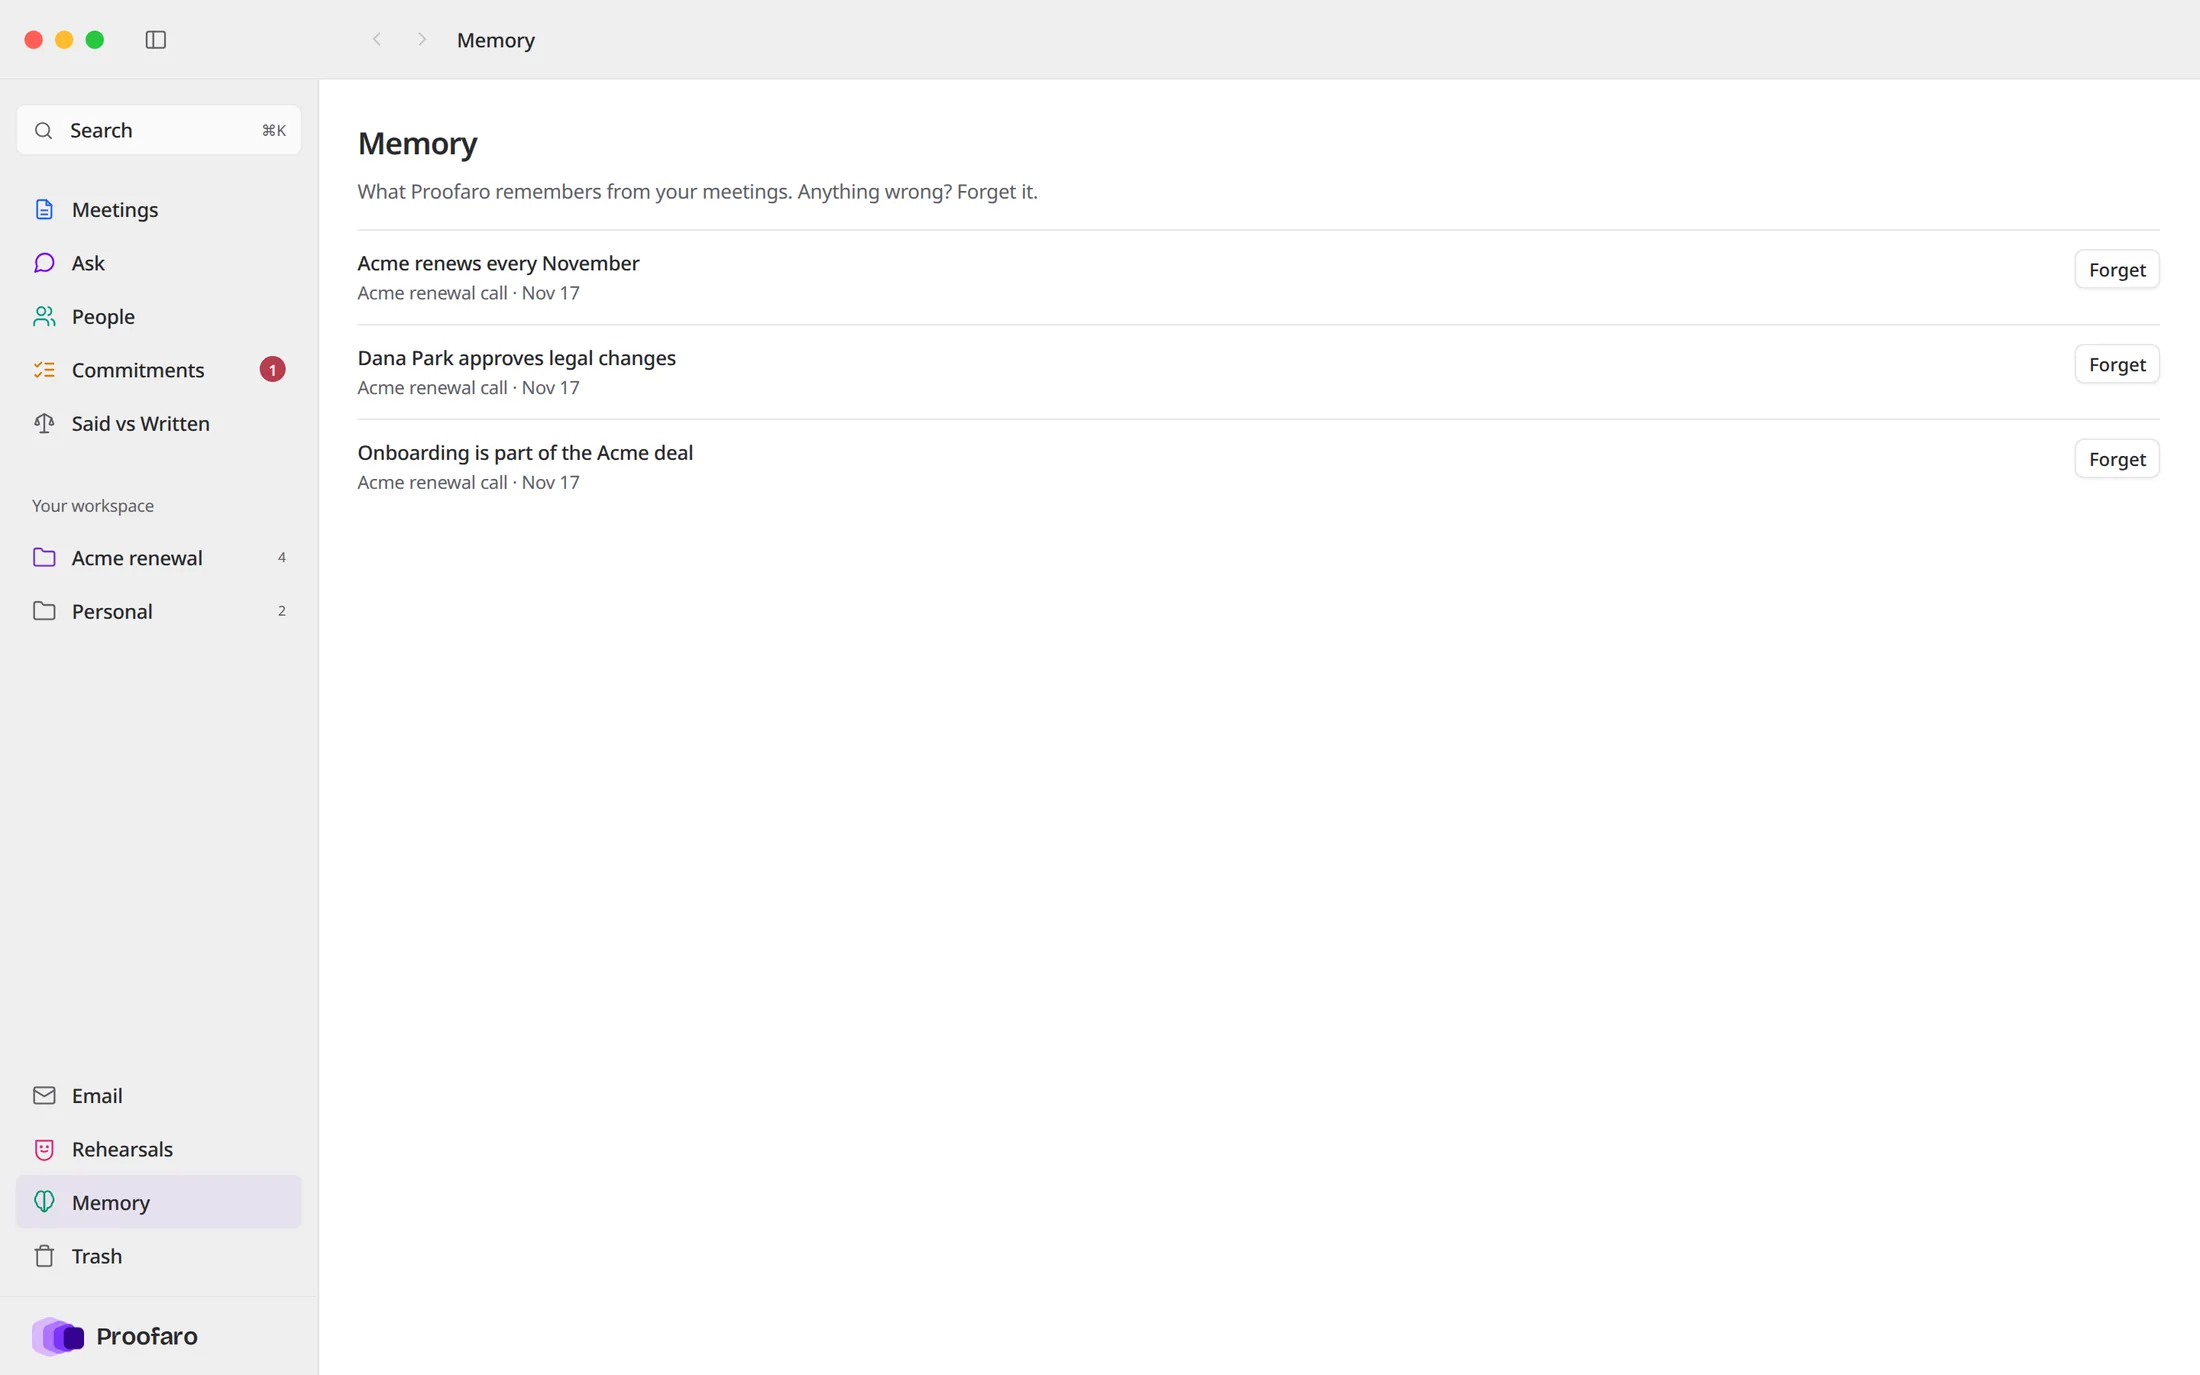 Memory
Search ⌘K
Meetings
Ask
People
Commitments 1
Said vs Written
Your workspace
Acme renewal 4
Personal 2
Email
Rehearsals
Memory
Trash
Proofaro
Memory
What Proofaro remembers from your meetings. Anything wrong? Forget it.
Acme renews every November
Acme renewal call · Nov 17
Forget
Dana Park approves legal changes
Acme renewal call · Nov 17
Forget
Onboarding is part of the Acme deal
Acme renewal call · Nov 17
Forget